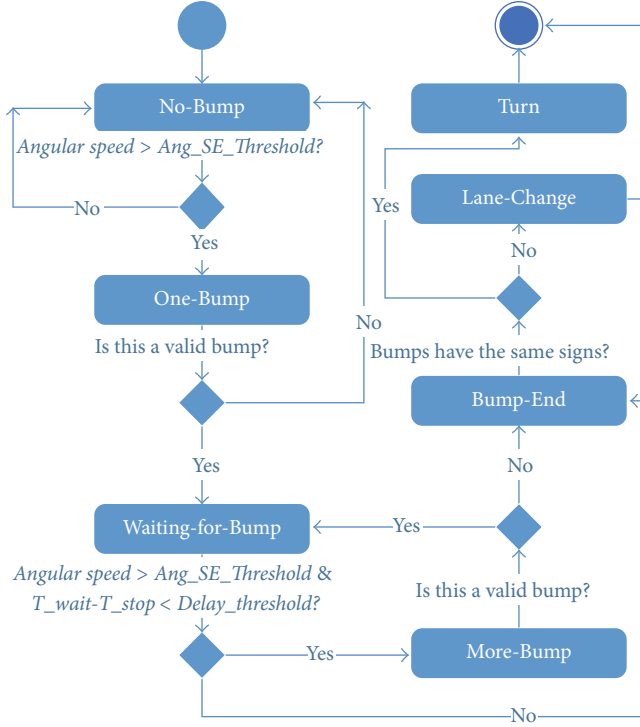 No-Bump
Angular speed > Ang_SE_Threshold?
No
Yes
One-Bump
Is this a valid bump?
No
Yes
Waiting-for-Bump
Angular speed > Ang_SE_Threshold &
T_wait-T_stop < Delay_threshold?
Yes
No
Turn
Yes
Lane-Change
No
Bumps have the same signs?
Bump-End
No
Yes
Is this a valid bump?
More-Bump